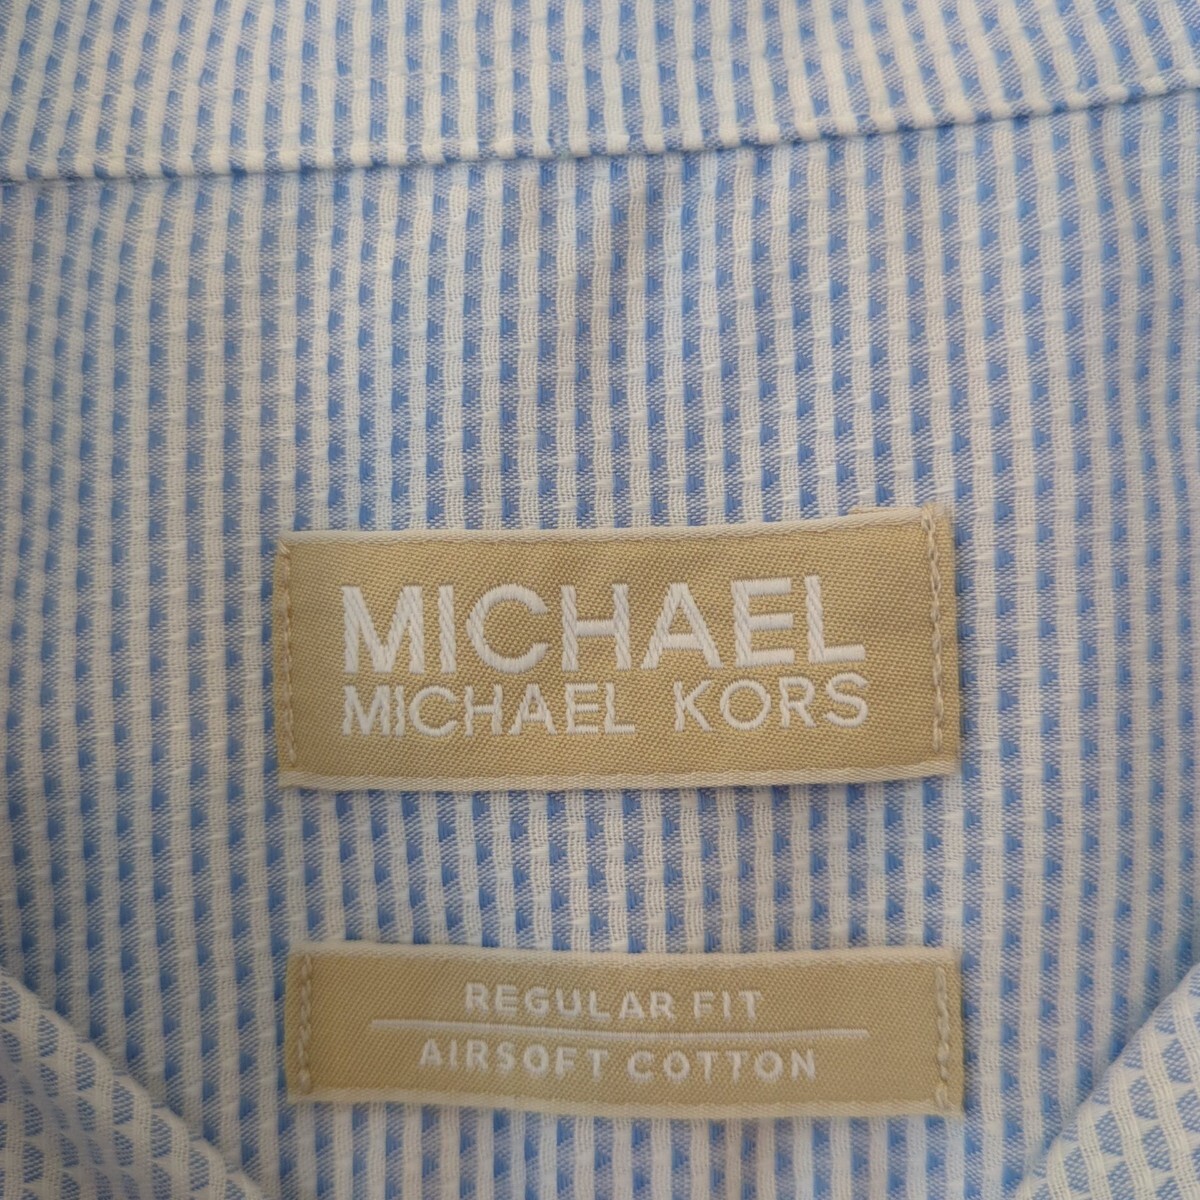 MICHAEL
MICHAEL KORS
REGULAR FIT
AIRSOFT COTTON